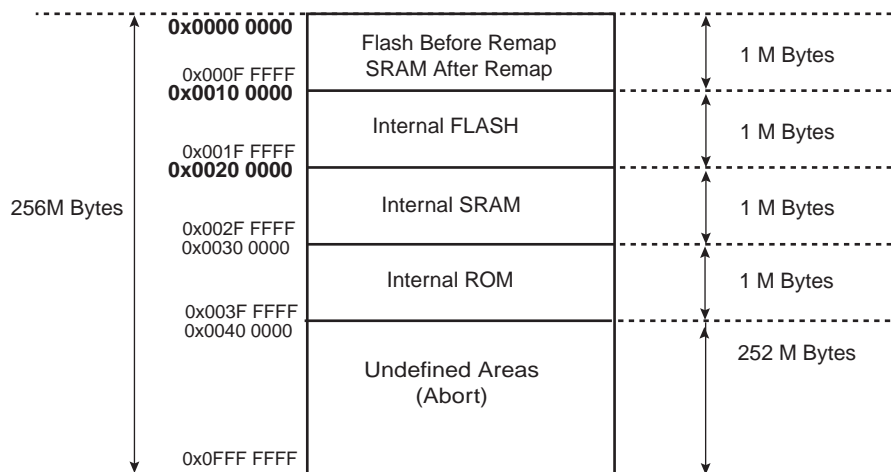 0x0000 0000
Flash Before Remap
SRAM After Remap
1 M Bytes
0x000F FFFF
0x0010 0000
Internal FLASH
1 M Bytes
0x001F FFFF
0x0020 0000
256M Bytes
Internal SRAM
1 M Bytes
0x002F FFFF
0x0030 0000
Internal ROM
1 M Bytes
0x003F FFFF
0x0040 0000
252 M Bytes
Undefined Areas
(Abort)
0x0FFF FFFF